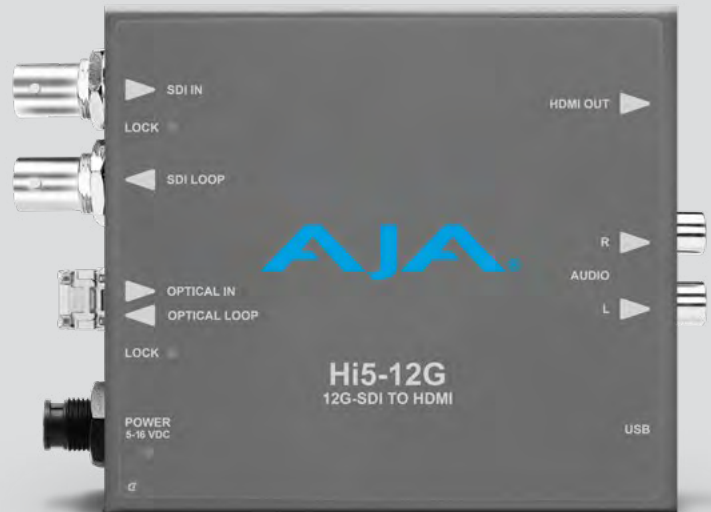 SDI IN
LOCK
SDI LOOP
OPTICAL IN
OPTICAL LOOP
LOCK
POWER
5-16 VDC
HDMI OUT
AJA.
R
AUDIO
L
Hi5-12G
12G-SDI TO HDMI
USB